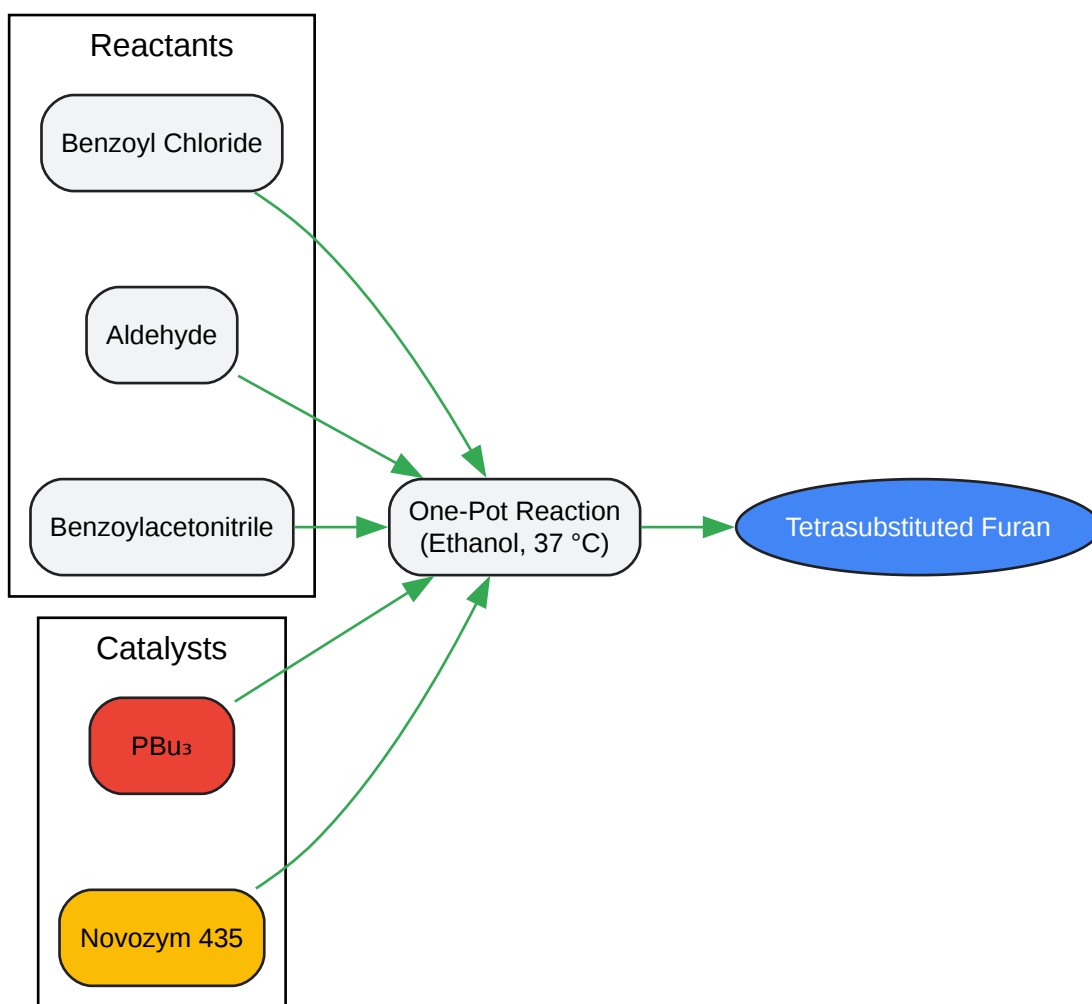 Reactants
Benzoyl Chloride
Aldehyde
Benzoylacetonitrile
One-Pot Reaction
(Ethanol, 37 °C)
Tetrasubstituted Furan
Catalysts
PBu₃
Novozym 435